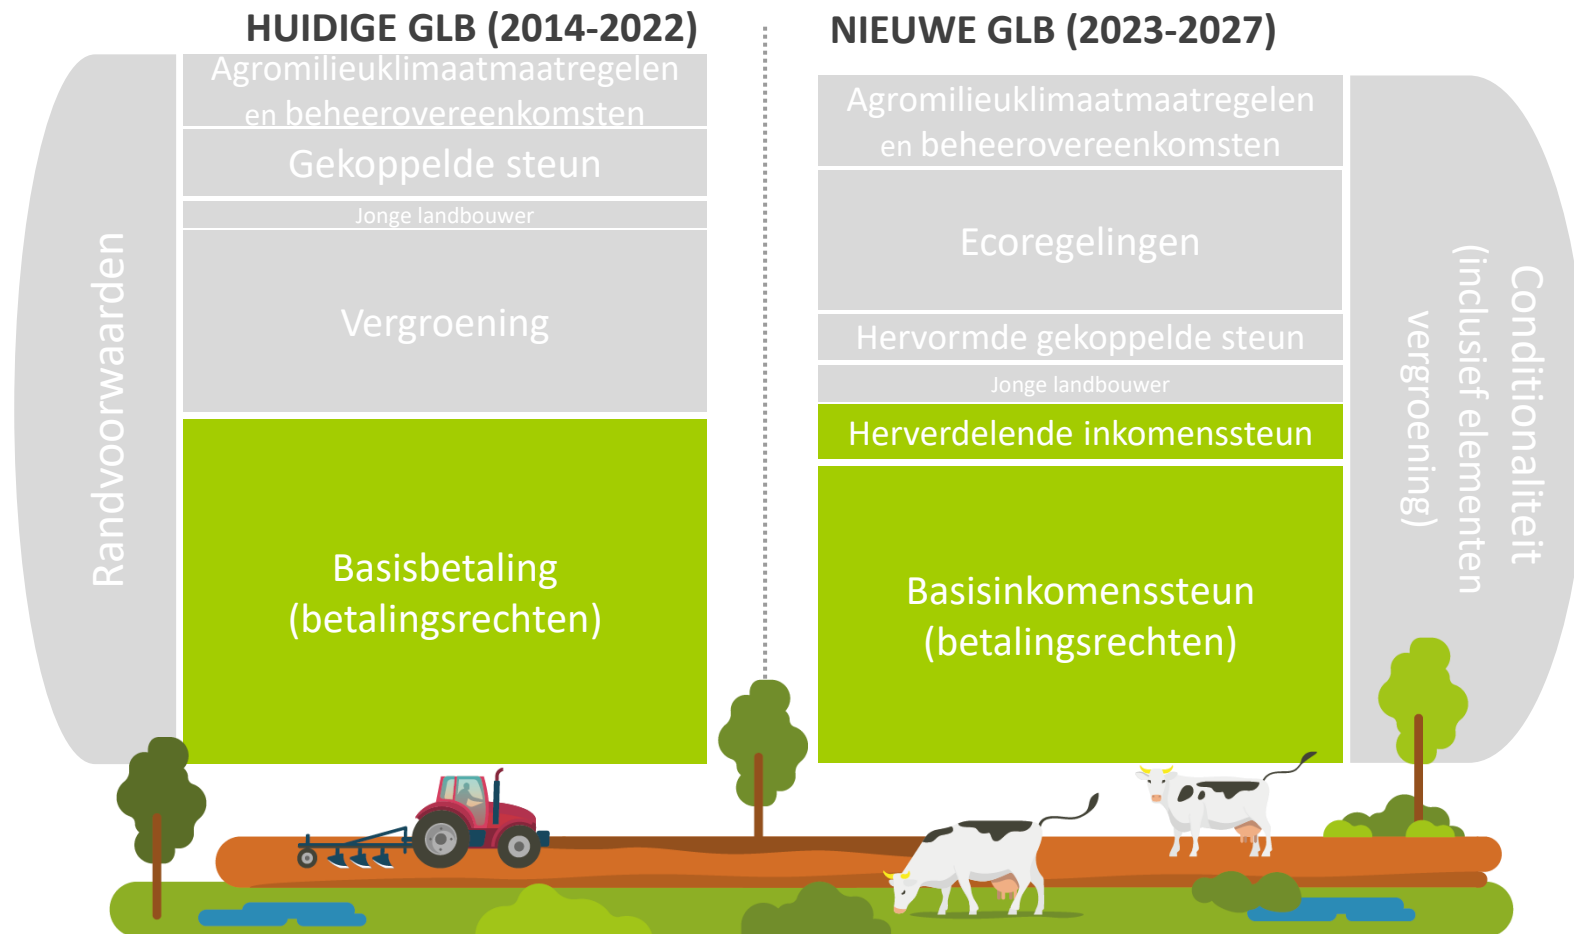 HUIDIGE GLB (2014-2022)
Randvoorwaarden
Agromilieuklimaatmaatregelen
en beheerovereenkomsten
Gekoppelde steun
Jonge landbouwer
Vergroening
Basisbetaling
(betalingsrechten)
NIEUWE GLB (2023-2027)
Agromilieuklimaatmaatregelen
en beheerovereenkomsten
Ecoregelingen
Hervormde gekoppelde steun
Jonge landbouwer
Herverdelende inkomenssteun
Basisinkomenssteun
(betalingsrechten)
Conditionaliteit
(inclusief elementen
vergroening)